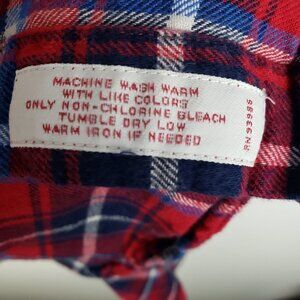 MACHINE WASH WARM
WITH LIKE COLORS
ONLY NON-CHLORINE BLEACH
TUMBLE DRY LOW
WARM IRON IF NEEDED
RN 93985